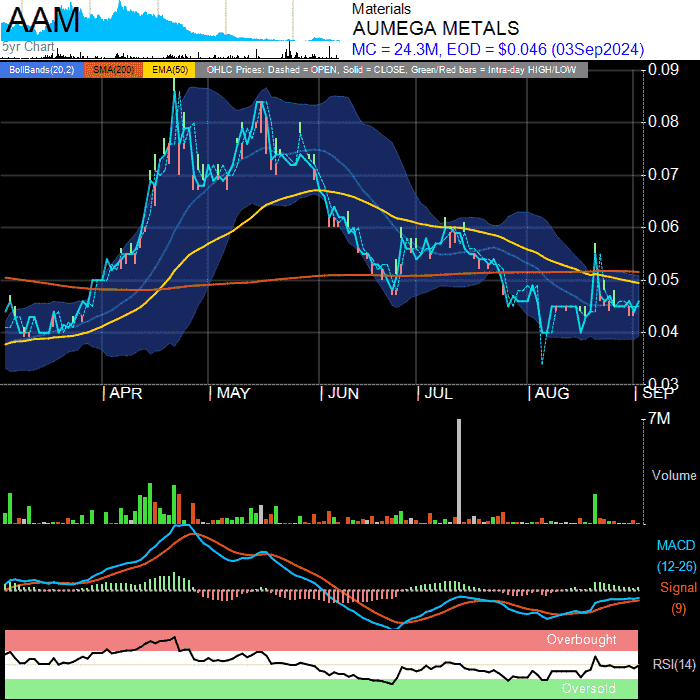 AAM
5yr Chart
Materials
AUMEGA METALS
MC = 24.3M, EOD = $0.046 (03Sep2024)
BollBands(20,2) SMA(200) EMA(50) OHLC Prices: Dashed = OPEN, Solid = CLOSE, Green/Red bars = Intra-day HIGH/LOW
0.09
0.08
0.07
0.06
0.05
0.04
0.03
APR MAY JUN JUL AUG SEP
7M
Volume
MACD
(12-26)
Signal
(9)
Overbought
RSI(14)
Oversold